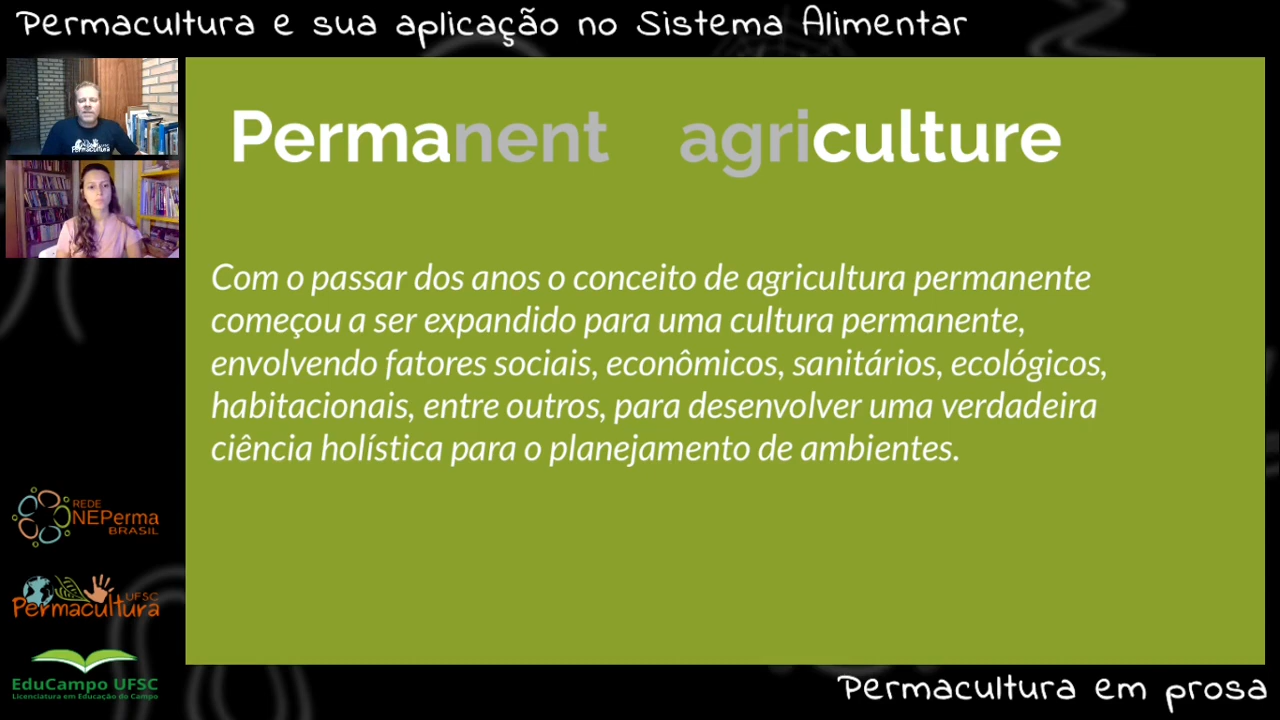 Permacultura e sua aplicação no Sistema Alimentar
Permanent agriculture
Com o passar dos anos o conceito de agricultura permanente
começou a ser expandido para uma cultura permanente,
envolvendo fatores sociais, econômicos, sanitários, ecológicos,
habitacionais, entre outros, para desenvolver uma verdadeira
ciência holística para o planejamento de ambientes.
REDE
NEPerma
BRASIL
UFSC
Permacultura
EduCampo UFSC
Licenciatura em Educação do Campo
Permacultura em prosa